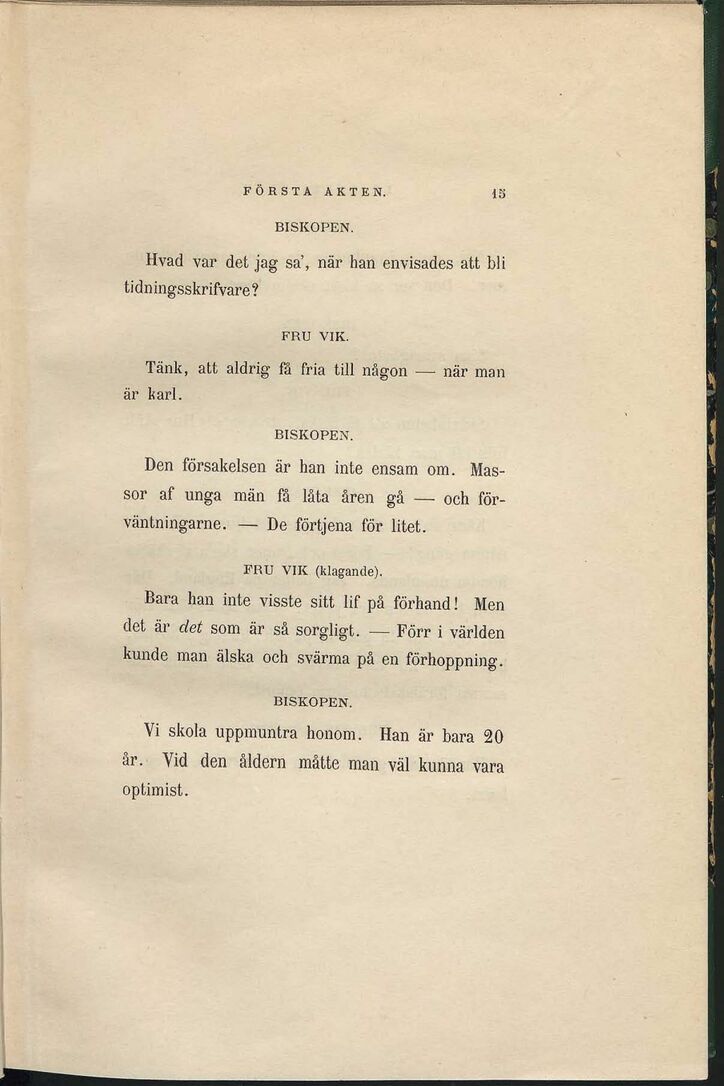 FÖRSTA AKTEN. 15
BISKOPEN.
Hvad var det jag sa', när han envisades att bli
tidningsskrifvare?
FRU VIK.
Tänk, att aldrig få fria till någon — när man
är karl.
BISKOPEN.
Den försakelsen är han inte ensam om. Mas-
sor af unga män få låta åren gå — och för-
väntningarne. — De förtjena för litet.
FRU VIK (klagande).
Bara han inte visste sitt lif på förhand! Men
det är det som är så sorgligt. — Förr i världen
kunde man älska och svärma på en förhoppning.
BISKOPEN.
Vi skola uppmuntra honom. Han är bara 20
år. Vid den åldern måtte man väl kunna vara
optimist.